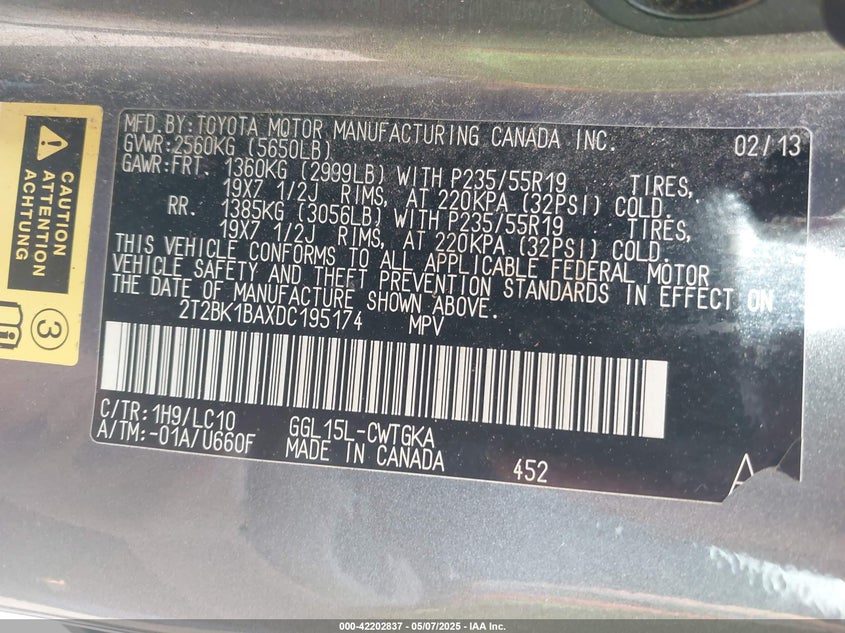 MFD.BY:TOYOTA MOTOR MANUFACTURING CANADA INC. 02/13
GVWR:2560KG (5650LB)
GAWR:FRT. 1360KG (2999LB) WITH P235/55R19 TIRES,
19X7 1/2J RIMS, AT 220KPA (32PSI) COLD.
RR. 1385KG (3056LB) WITH P235/55R19 TIRES,
19X7 1/2J RIMS, AT 220KPA (32PSI) COLD.
THIS VEHICLE CONFORMS TO ALL APPLICABLE FEDERAL MOTOR
VEHICLE SAFETY AND THEFT PREVENTION STANDARDS IN EFFECT ON
THE DATE OF MANUFACTURE SHOWN ABOVE.
2T2BK1BAXDC195174 MPV
C/TR:1H9/LC10 GGL15L-CWTGKA
A/TM:-01A/U660F MADE IN CANADA 452 A
CAUTION
ATTENTION
3
000-42202837 - 05/07/2025 - IAA Inc.